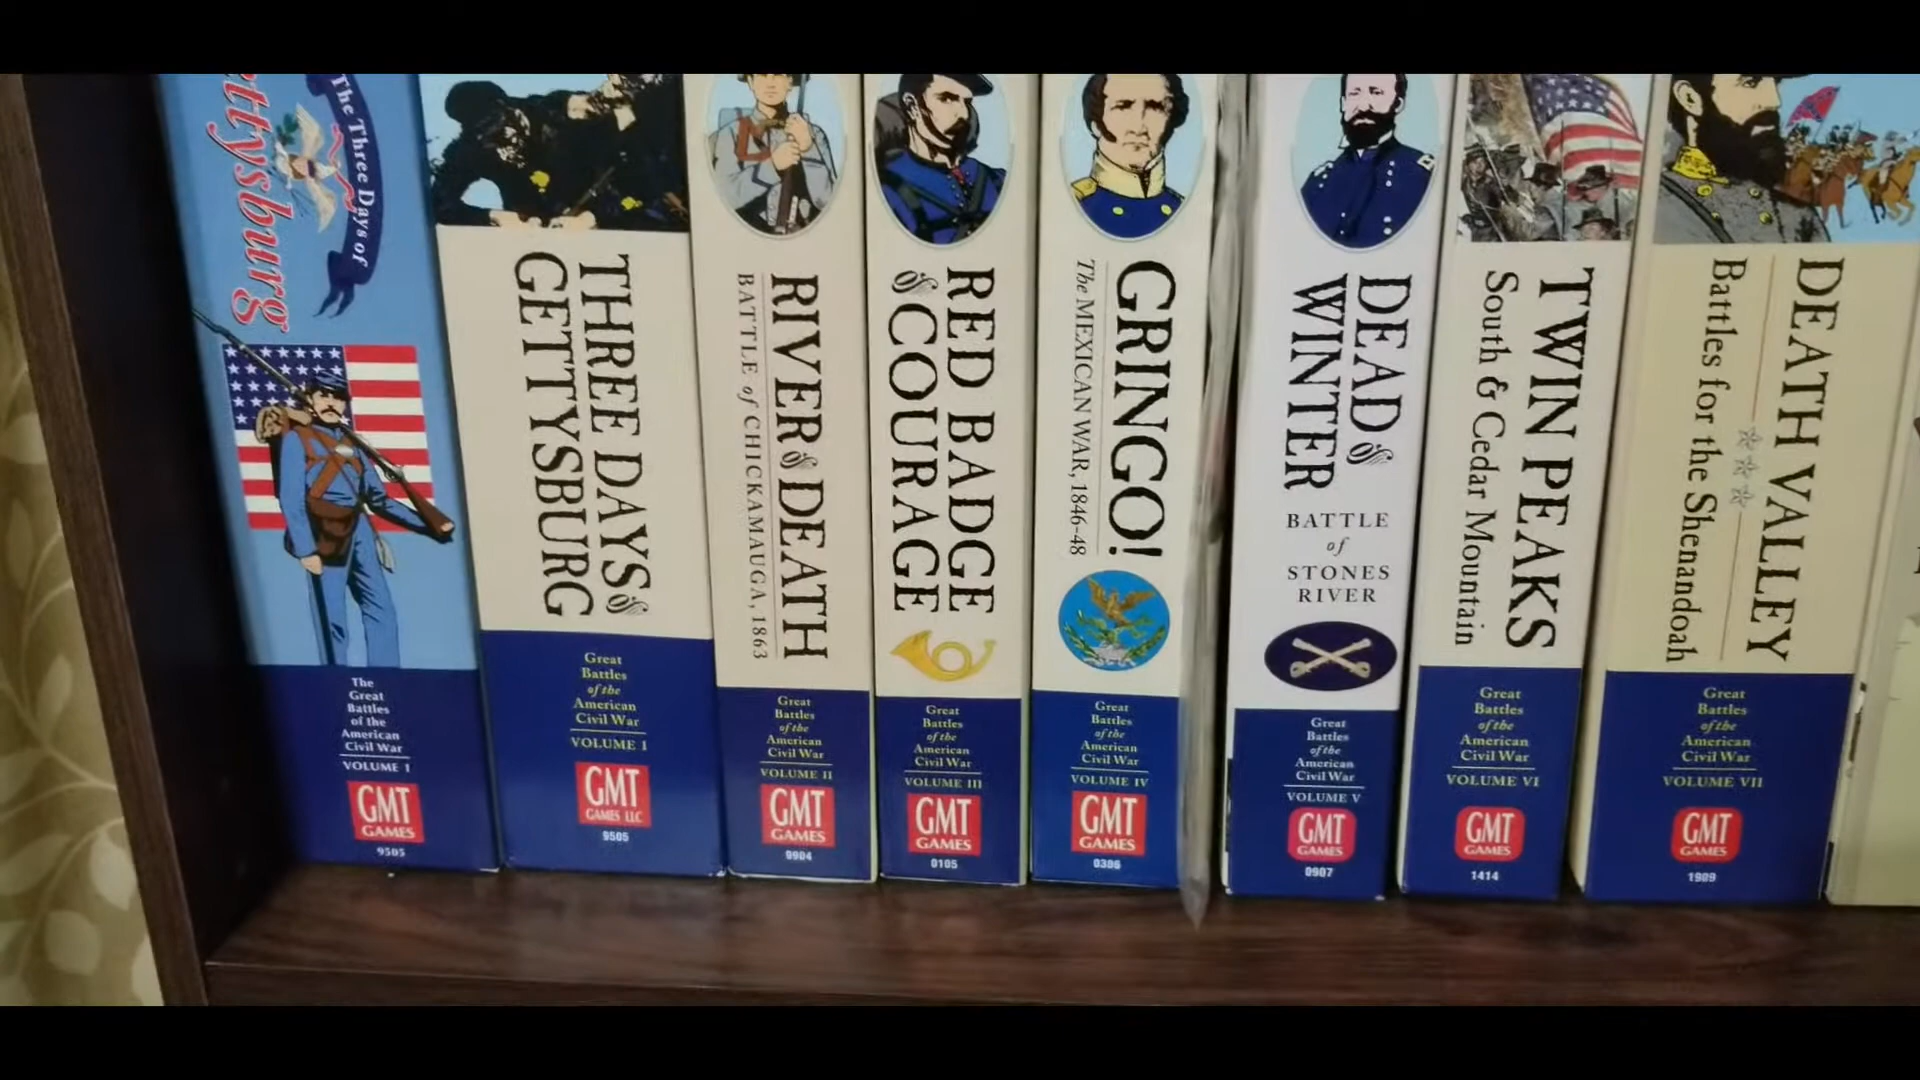 The Three Days of
Gettysburg
The
Great
Battles
of the
American
Civil War
VOLUME I
GMT
GAMES
9505
THREE DAYS of
GETTYSBURG
Great
Battles
of the
American
Civil War
VOLUME I
GMT
GAMES LLC
9505
RIVER of DEATH
BATTLE of CHICKAMAUGA, 1863
Great
Battles
of the
American
Civil War
VOLUME II
GMT
GAMES
9904
RED BADGE
of COURAGE
Great
Battles
of the
American
Civil War
VOLUME III
GMT
GAMES
0105
GRINGO!
The MEXICAN WAR, 1846-48
Great
Battles
of the
American
Civil War
VOLUME IV
GMT
GAMES
0306
DEAD of
WINTER
BATTLE
of
STONES
RIVER
Great
Battles
of the
American
Civil War
VOLUME V
GMT
GAMES
0907
TWIN PEAKS
South & Cedar Mountain
Great
Battles
of the
American
Civil War
VOLUME VI
GMT
GAMES
1414
DEATH VALLEY
Battles for the Shenandoah
Great
Battles
of the
American
Civil War
VOLUME VII
GMT
GAMES
1909